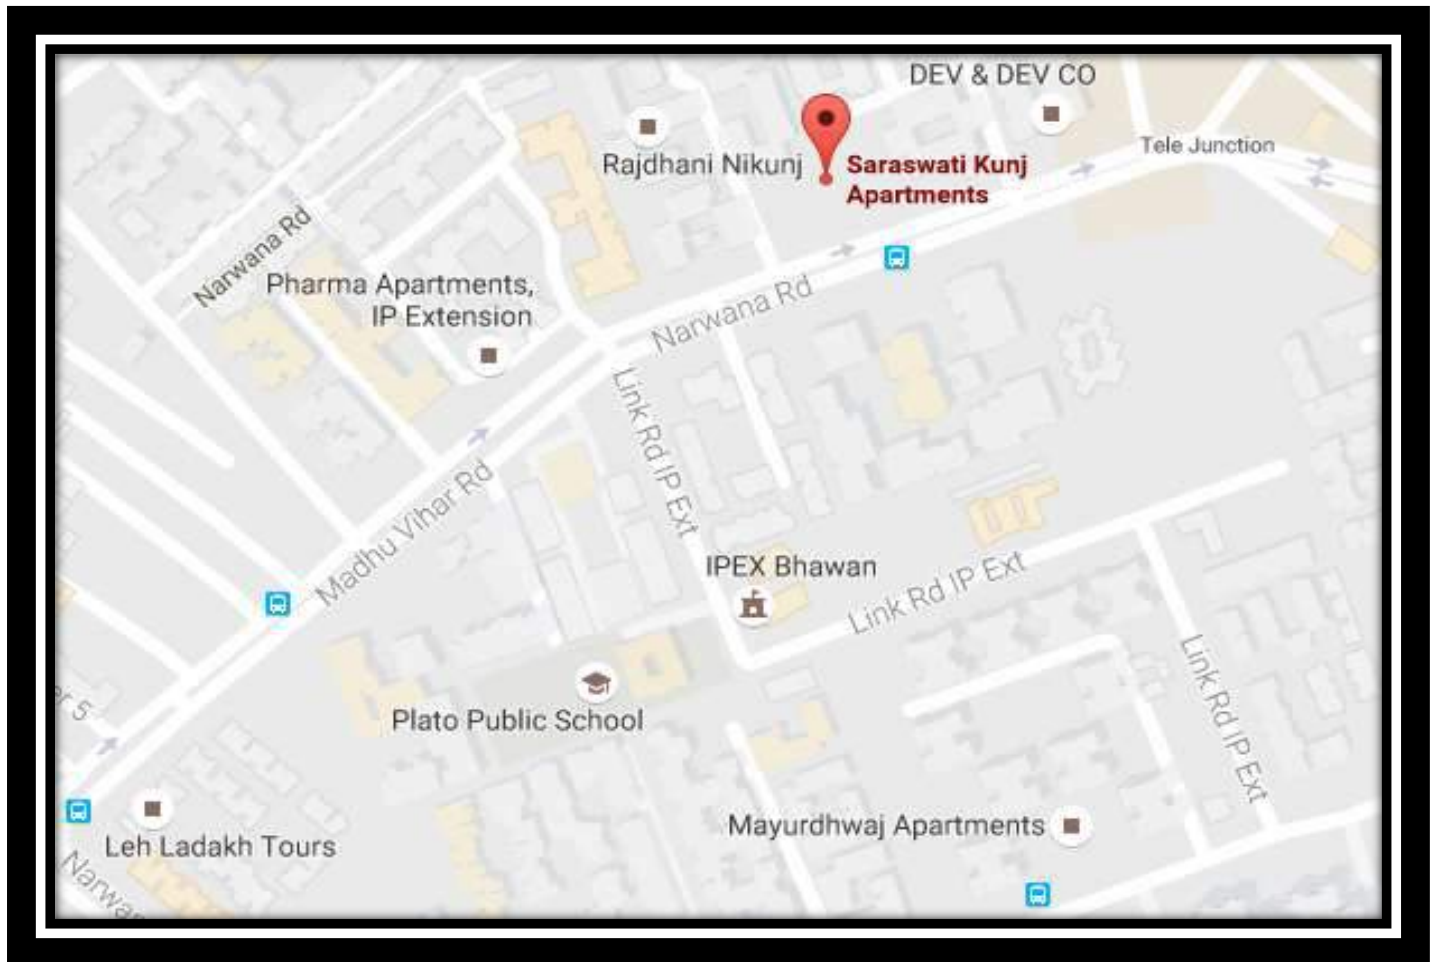 DEV & DEV CO
Tele Junction
Rajdhani Nikunj
Saraswati Kunj
Apartments
Narwana Rd
Pharma Apartments,
IP Extension
Narwana Rd
Link Rd IP Ext
Madhu Vihar Rd
IPEX Bhawan
Link Rd IP Ext
Link Rd IP Ext
Plato Public School
Mayurdhwaj Apartments
Leh Ladakh Tours